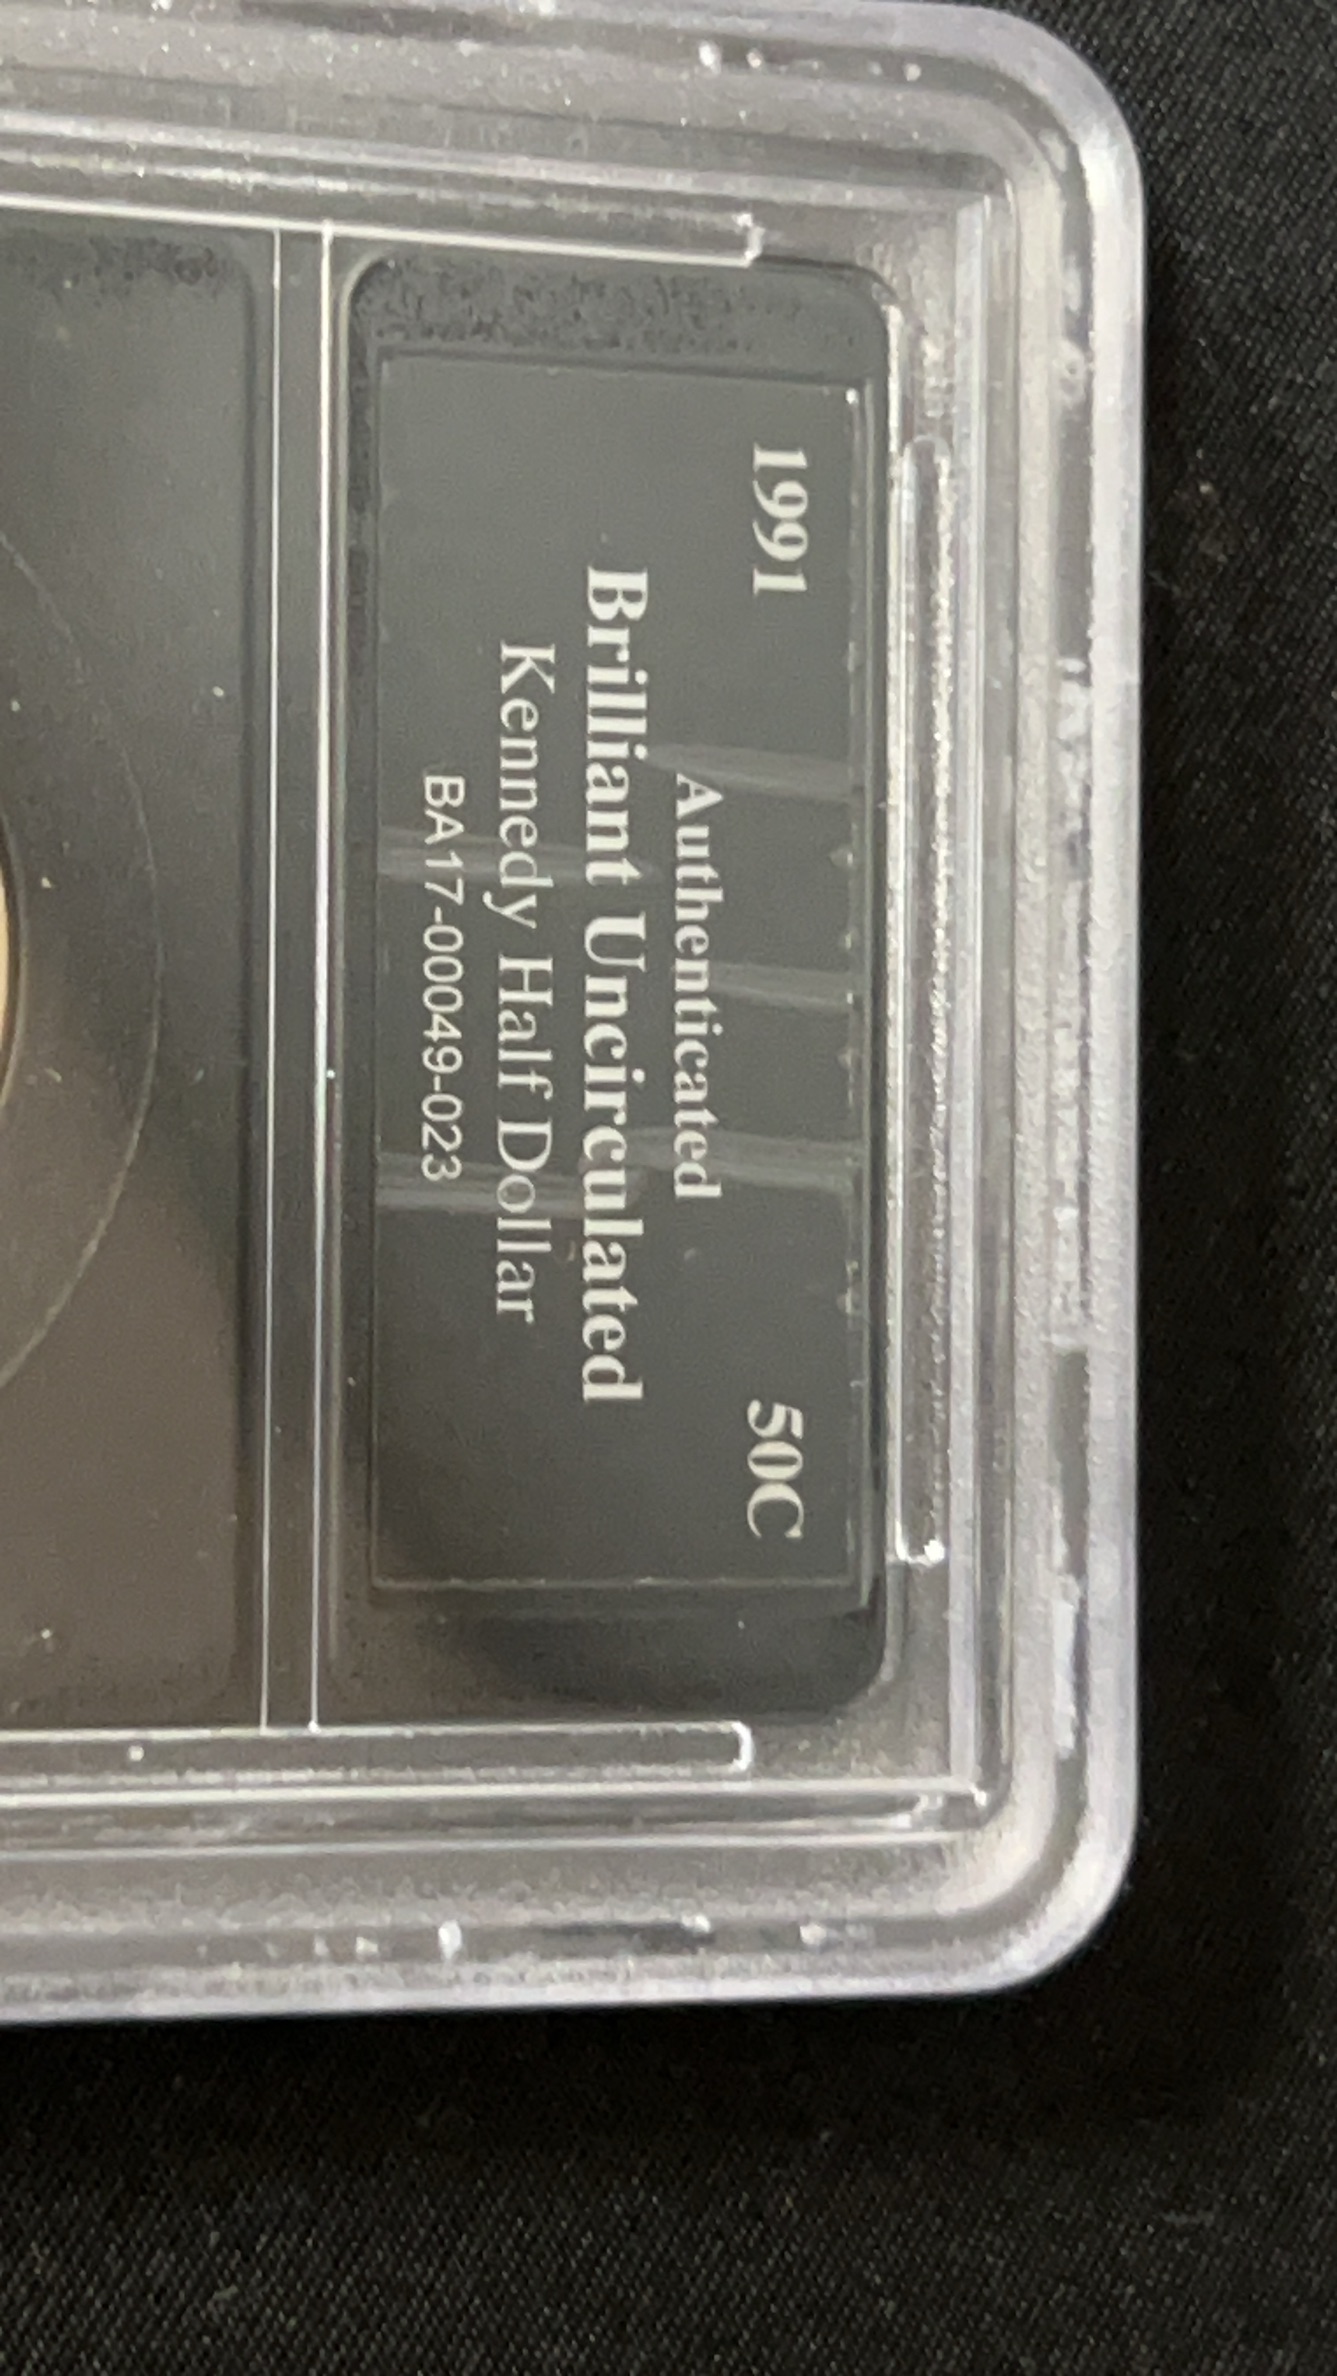 1991 50C
Authenticated
Brilliant Uncirculated
Kennedy Half Dollar
BA17-00049-023